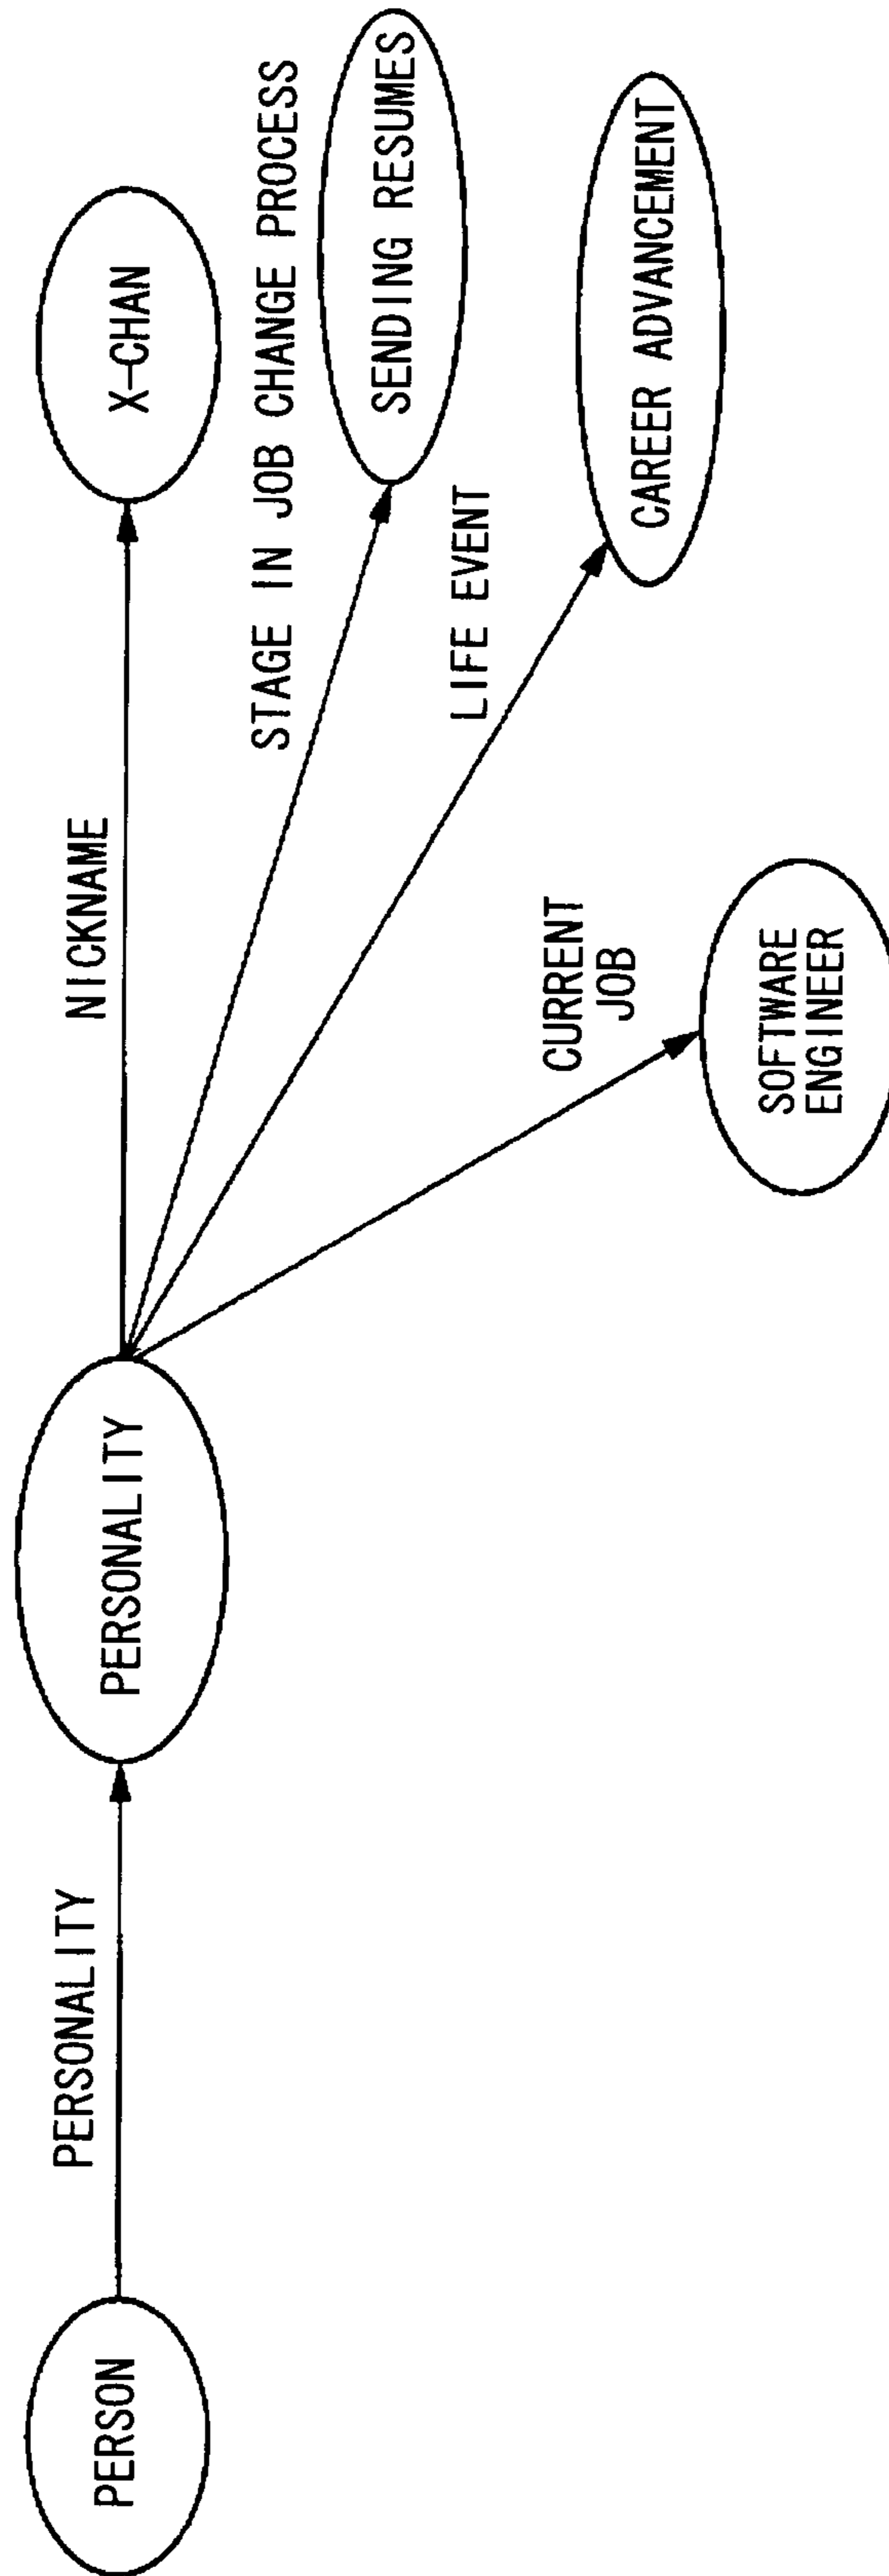 PERSON
PERSONALITY
PERSONALITY
NICKNAME
X-CHAN
STAGE IN JOB CHANGE PROCESS
SENDING RESUMES
LIFE EVENT
CAREER ADVANCEMENT
CURRENT
JOB
SOFTWARE
ENGINEER